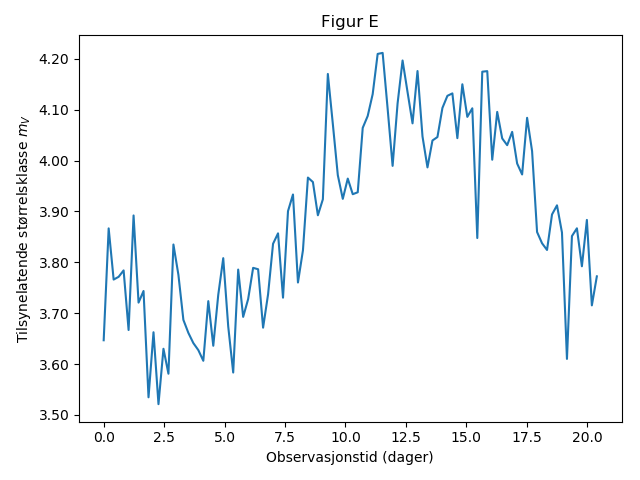 Figur E
Tilsynelatende størrelsklasse $m_V$
4.20
4.10
4.00
3.90
3.80
3.70
3.60
3.50
0.0 2.5 5.0 7.5 10.0 12.5 15.0 17.5 20.0
Observasjonstid (dager)